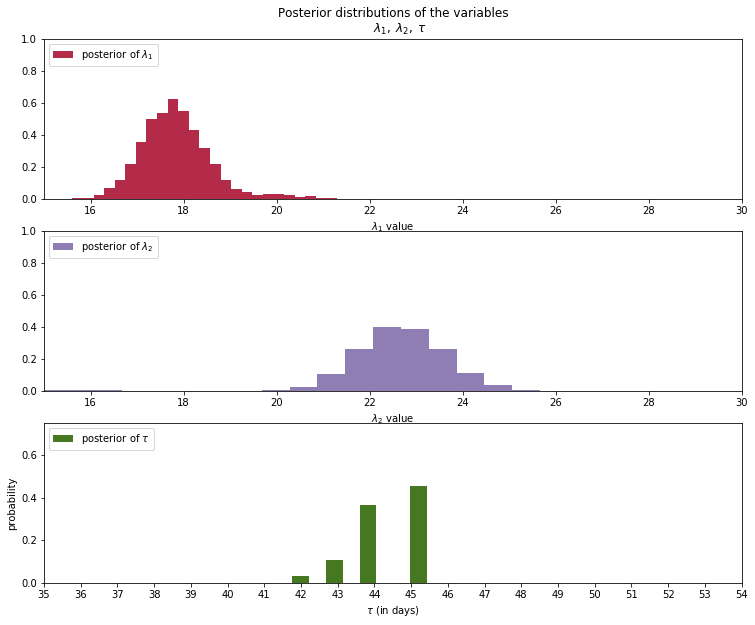 Posterior distributions of the variables
λ₁, λ₂, τ
1.0
posterior of λ₁
0.8
0.6
0.4
0.2
0.0
16 18 20 22 24 26 28 30
λ₁ value
1.0
posterior of λ₂
0.8
0.6
0.4
0.2
0.0
16 18 20 22 24 26 28 30
λ₂ value
posterior of τ
0.6
probability
0.4
0.2
0.0
35 36 37 38 39 40 41 42 43 44 45 46 47 48 49 50 51 52 53 54
τ (in days)